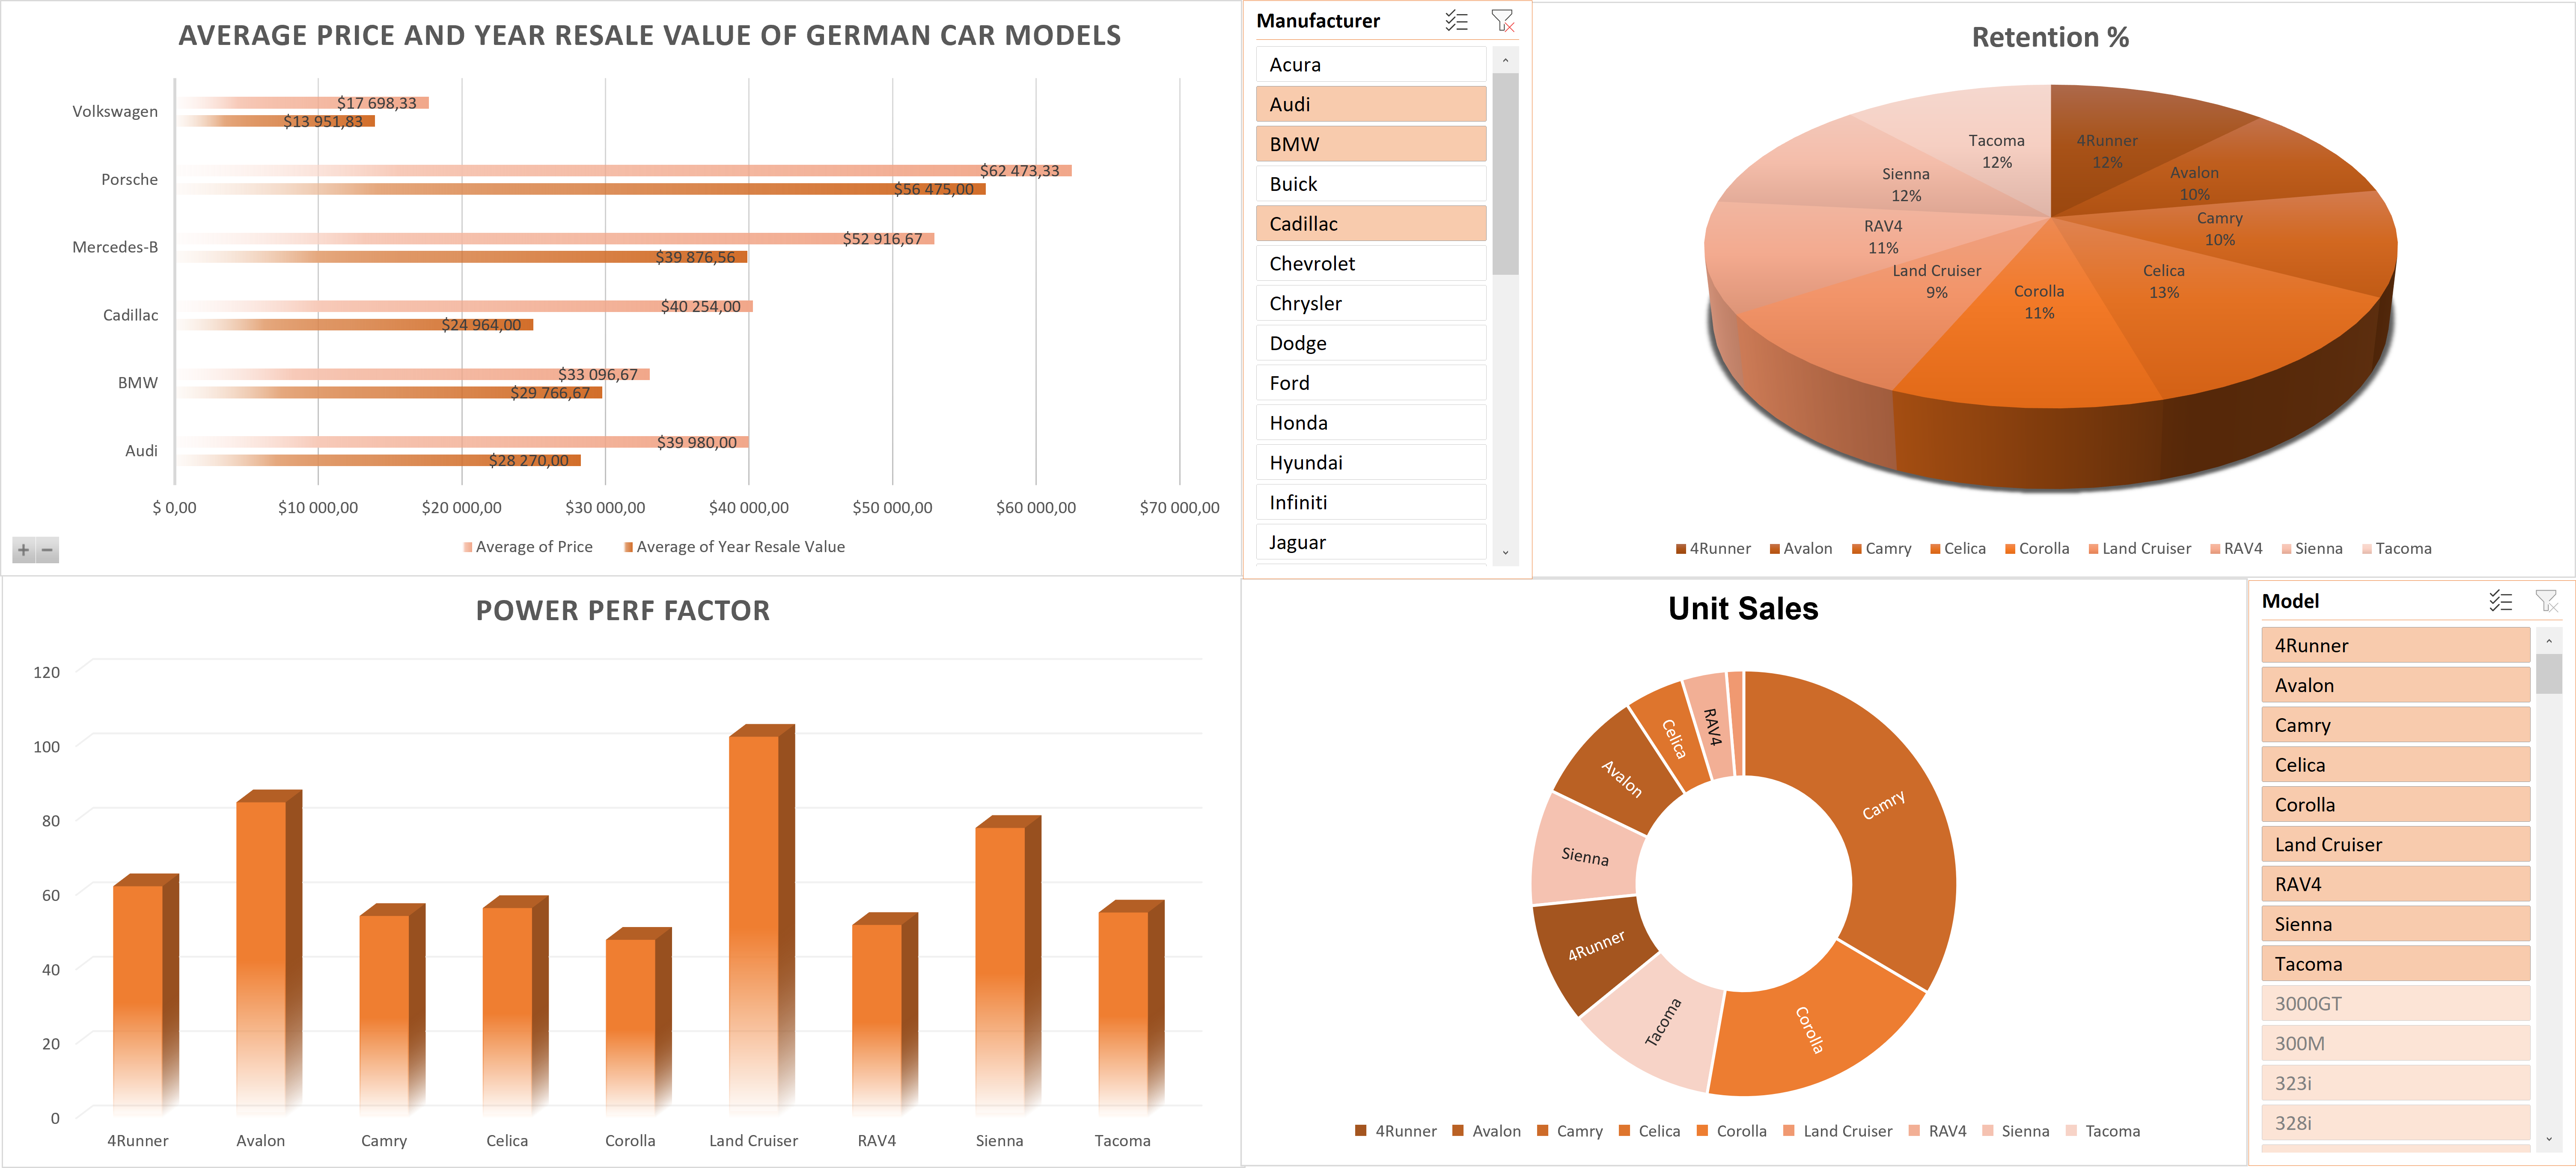 AVERAGE PRICE AND YEAR RESALE VALUE OF GERMAN CAR MODELS
Volkswagen
$17 698,33
$13 951,83
Porsche
$62 473,33
$56 475,00
Mercedes-B
$52 916,67
$39 876,56
Cadillac
$40 254,00
$24 964,00
BMW
$33 096,67
$29 766,67
Audi
$39 980,00
$28 270,00
$ 0,00 $10 000,00 $20 000,00 $30 000,00 $40 000,00 $50 000,00 $60 000,00 $70 000,00
Average of Price Average of Year Resale Value
Manufacturer
Acura
Audi
BMW
Buick
Cadillac
Chevrolet
Chrysler
Dodge
Ford
Honda
Hyundai
Infiniti
Jaguar
Retention %
Tacoma
12%
4Runner
12%
Sienna
12%
Avalon
10%
RAV4
11%
Camry
10%
Land Cruiser
9%
Corolla
11%
Celica
13%
4Runner Avalon Camry Celica Corolla Land Cruiser RAV4 Sienna Tacoma
POWER PERF FACTOR
120
100
80
60
40
20
0
4Runner Avalon Camry Celica Corolla Land Cruiser RAV4 Sienna Tacoma
Unit Sales
RAV4
Celica
Avalon
Camry
Sienna
4Runner
Tacoma
Corolla
4Runner Avalon Camry Celica Corolla Land Cruiser RAV4 Sienna Tacoma
Model
4Runner
Avalon
Camry
Celica
Corolla
Land Cruiser
RAV4
Sienna
Tacoma
3000GT
300M
323i
328i